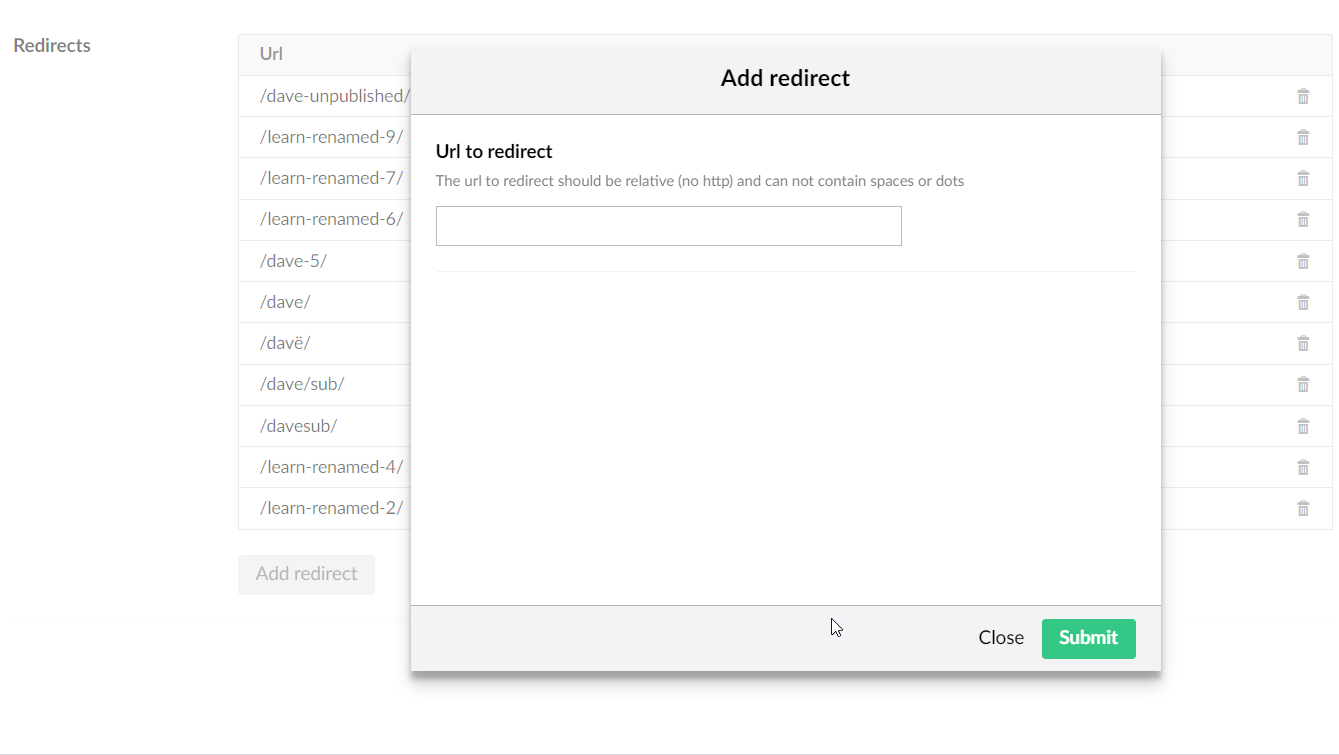 Redirects
Url
Add redirect
/dave-unpublished/
Url to redirect
/learn-renamed-9/
The url to redirect should be relative (no http) and can not contain spaces or dots
/learn-renamed-7/
/learn-renamed-6/
/dave-5/
/dave/
/davë/
/dave/sub/
/davesub/
/learn-renamed-4/
/learn-renamed-2/
Add redirect
Close
Submit